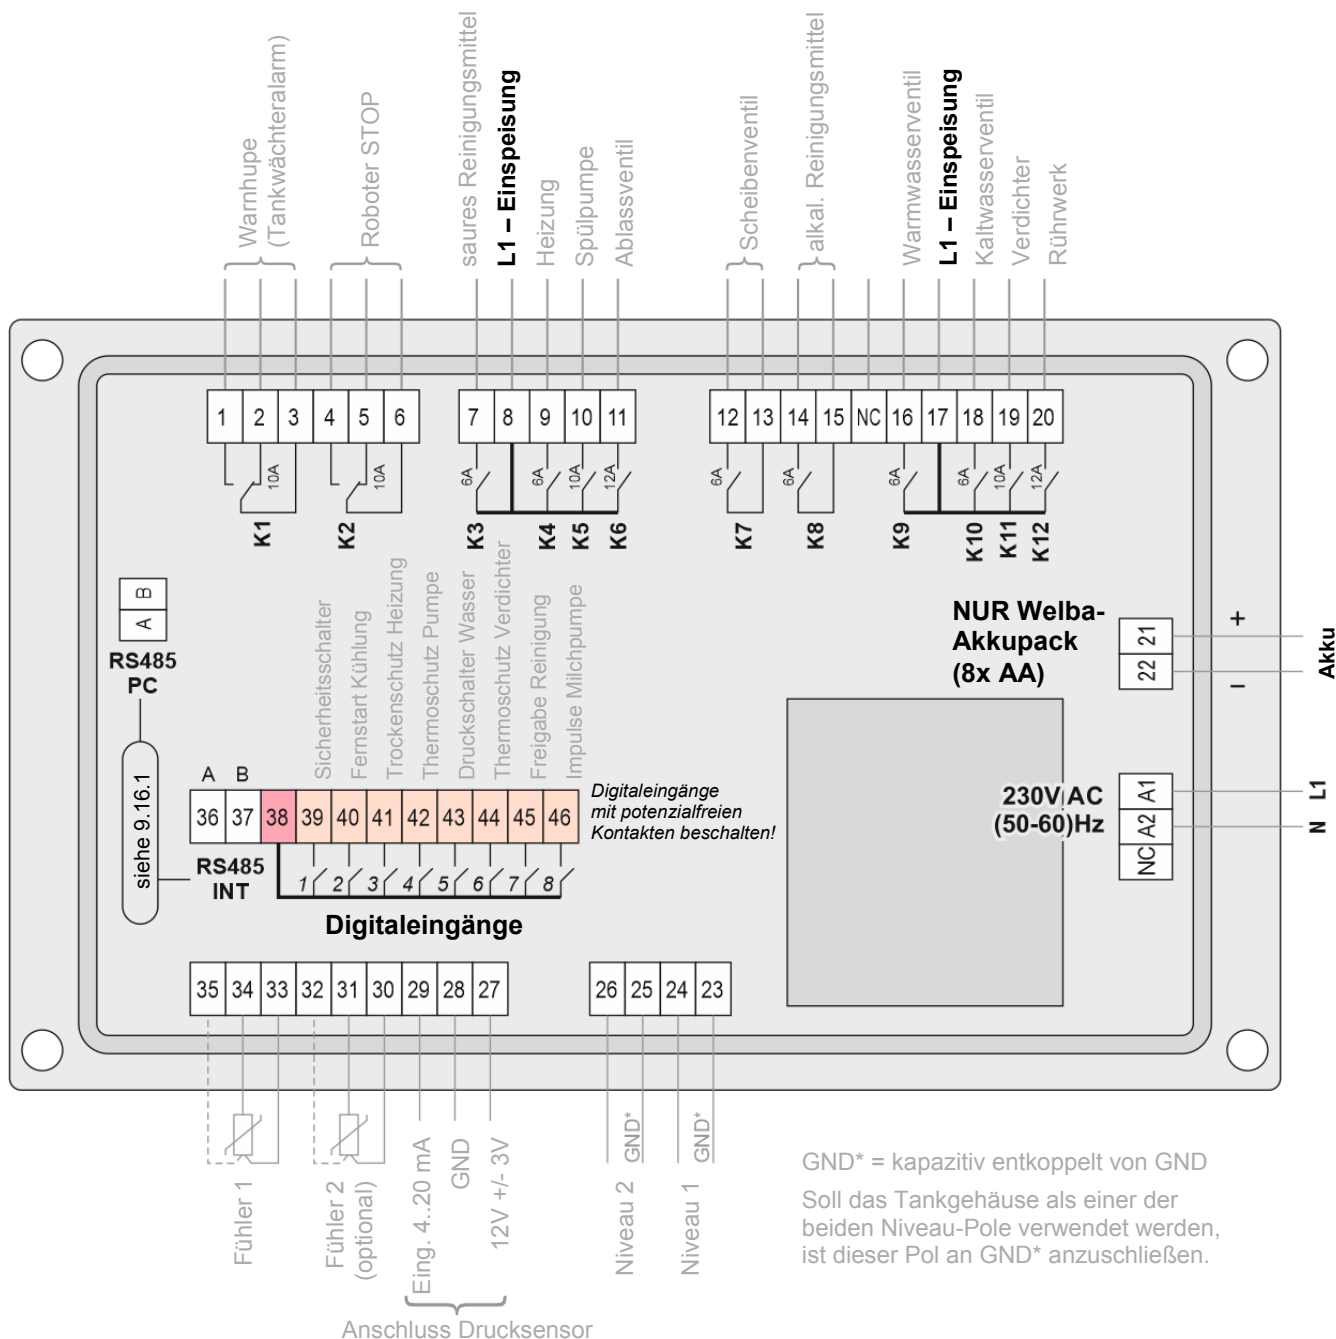 Warnhupe
(Tankwächteralarm)
Roboter STOP
saures Reinigungsmittel
L1 – Einspeisung
Heizung
Spülpumpe
Ablassventil
Scheibenventil
alkal. Reinigungsmittel
Warmwasserventil
L1 – Einspeisung
Kaltwasserventil
Verdichter
Rührwerk
1 2 3 4 5 6
7 8 9 10 11
12 13 14 15 NC 16 17 18 19 20
10A 10A
6A 6A 10A 12A
6A 6A 6A 6A 10A 12A
K1 K2 K3 K4 K5 K6 K7 K8 K9 K10 K11 K12
A B
RS485
PC
siehe 9.16.1
Sicherheitsschalter
Fernstart Kühlung
Trockenschutz Heizung
Thermoschutz Pumpe
Druckschalter Wasser
Thermoschutz Verdichter
Freigabe Reinigung
Impulse Milchpumpe
NUR Welba-
Akkupack
(8x AA)
21
22
+
–
Akku
A B
36 37 38 39 40 41 42 43 44 45 46
Digitaleingänge
mit potenzialfreien
Kontakten beschalten!
RS485
INT
1 2 3 4 5 6 7 8
Digitaleingänge
230V AC
(50-60)Hz
A1
A2
NC
L1
N
35 34 33 32 31 30 29 28 27
26 25 24 23
Fühler 1
Fühler 2
(optional)
Eing. 4..20 mA
GND
12V +/- 3V
Anschluss Drucksensor
Niveau 2
GND*
Niveau 1
GND*
GND* = kapazitiv entkoppelt von GND
Soll das Tankgehäuse als einer der
beiden Niveau-Pole verwendet werden,
ist dieser Pol an GND* anzuschließen.